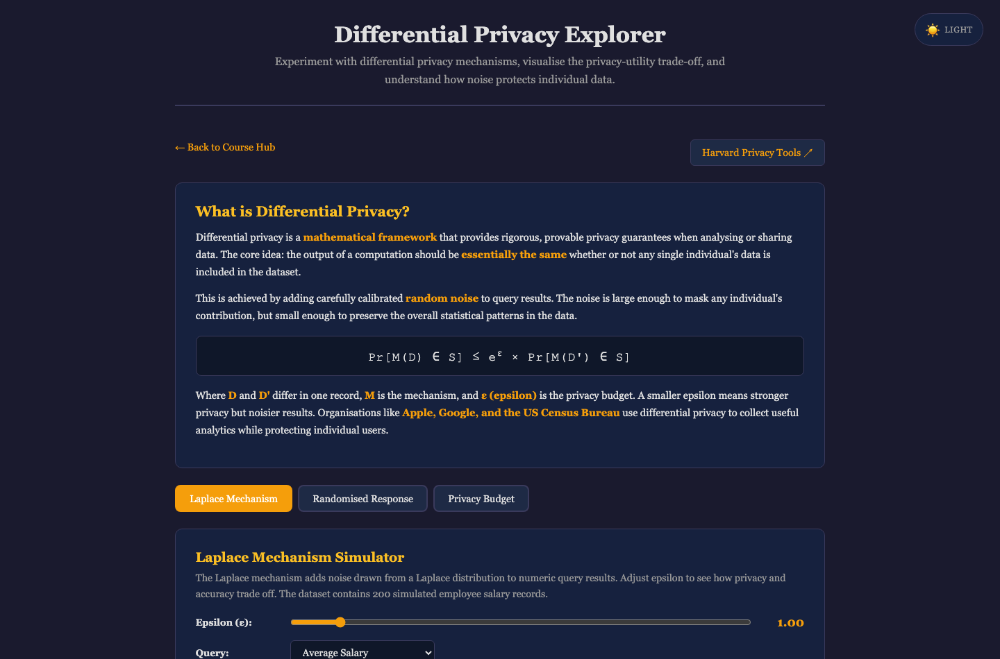 Differential Privacy Explorer
LIGHT
Experiment with differential privacy mechanisms, visualise the privacy-utility trade-off, and
understand how noise protects individual data.
← Back to Course Hub
Harvard Privacy Tools ↗
What is Differential Privacy?
Differential privacy is a mathematical framework that provides rigorous, provable privacy guarantees when analysing or sharing
data. The core idea: the output of a computation should be essentially the same whether or not any single individual's data is
included in the dataset.
This is achieved by adding carefully calibrated random noise to query results. The noise is large enough to mask any individual's
contribution, but small enough to preserve the overall statistical patterns in the data.
Pr[M(D) ∈ S] ≤ e^ε × Pr[M(D') ∈ S]
Where D and D' differ in one record, M is the mechanism, and ε (epsilon) is the privacy budget. A smaller epsilon means stronger
privacy but noisier results. Organisations like Apple, Google, and the US Census Bureau use differential privacy to collect useful
analytics while protecting individual users.
Laplace Mechanism
Randomised Response
Privacy Budget
Laplace Mechanism Simulator
The Laplace mechanism adds noise drawn from a Laplace distribution to numeric query results. Adjust epsilon to see how privacy and
accuracy trade off. The dataset contains 200 simulated employee salary records.
Epsilon (ε):
1.00
Query:
Average Salary